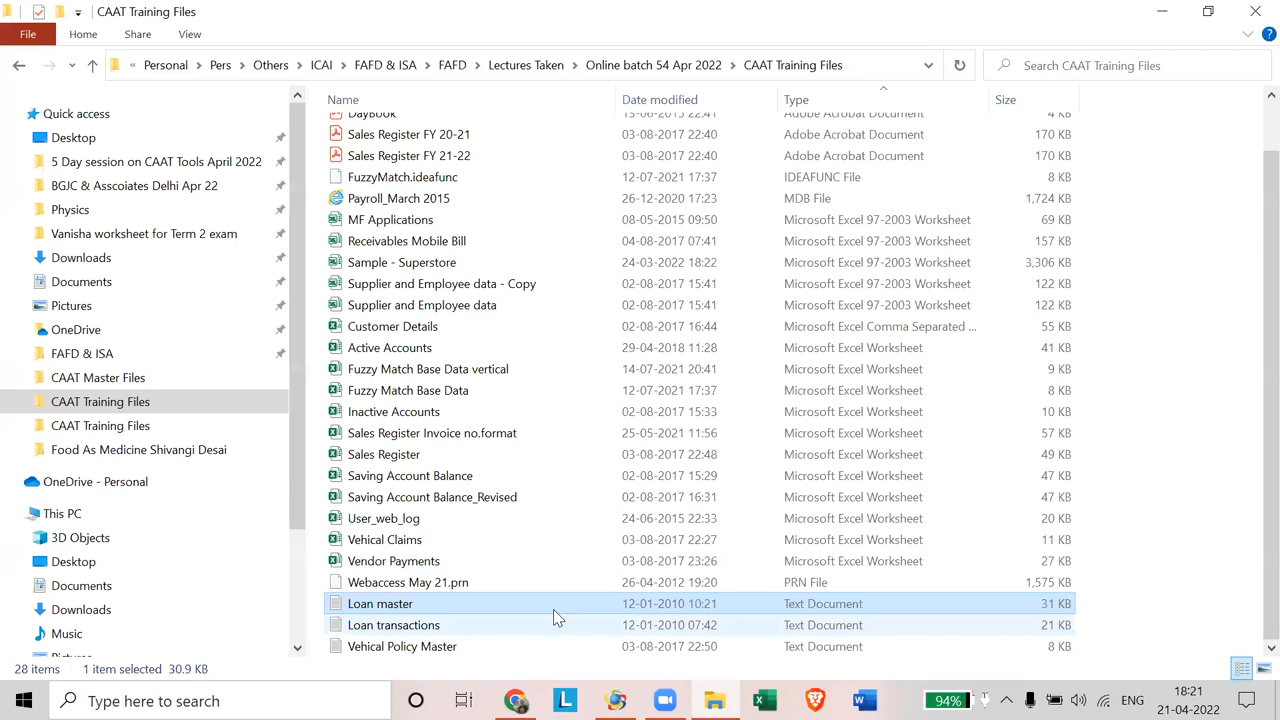 CAAT Training Files
File Home Share View
« Personal > Pers > Others > ICAI > FAFD & ISA > FAFD > Lectures Taken > Online batch 54 Apr 2022 > CAAT Training Files
Search CAAT Training Files
Name Date modified Type Size
Quick access
Desktop
5 Day session on CAAT Tools April 2022
BGJC & Asscoiates Delhi Apr 22
Physics
Vanisha worksheet for Term 2 exam
Downloads
Documents
Pictures
OneDrive
FAFD & ISA
CAAT Master Files
CAAT Training Files
CAAT Training Files
Food As Medicine Shivangi Desai
OneDrive - Personal
This PC
3D Objects
Desktop
Documents
Downloads
Music
Pictures
DayBook 15-06-2015 22:41 Adobe Acrobat Document 4 KB
Sales Register FY 20-21 03-08-2017 22:40 Adobe Acrobat Document 170 KB
Sales Register FY 21-22 03-08-2017 22:40 Adobe Acrobat Document 170 KB
FuzzyMatch.ideafunc 12-07-2021 17:37 IDEAFUNC File 8 KB
Payroll_March 2015 26-12-2020 17:23 MDB File 1,724 KB
MF Applications 08-05-2015 09:50 Microsoft Excel 97-2003 Worksheet 69 KB
Receivables Mobile Bill 04-08-2017 07:41 Microsoft Excel 97-2003 Worksheet 157 KB
Sample - Superstore 24-03-2022 18:22 Microsoft Excel 97-2003 Worksheet 3,306 KB
Supplier and Employee data - Copy 02-08-2017 15:41 Microsoft Excel 97-2003 Worksheet 122 KB
Supplier and Employee data 02-08-2017 15:41 Microsoft Excel 97-2003 Worksheet 122 KB
Customer Details 02-08-2017 16:44 Microsoft Excel Comma Separated ... 55 KB
Active Accounts 29-04-2018 11:28 Microsoft Excel Worksheet 41 KB
Fuzzy Match Base Data vertical 14-07-2021 20:41 Microsoft Excel Worksheet 9 KB
Fuzzy Match Base Data 12-07-2021 17:37 Microsoft Excel Worksheet 8 KB
Inactive Accounts 02-08-2017 15:33 Microsoft Excel Worksheet 10 KB
Sales Register Invoice no.format 25-05-2021 11:56 Microsoft Excel Worksheet 57 KB
Sales Register 02-08-2017 22:48 Microsoft Excel Worksheet 49 KB
Saving Account Balance 02-08-2017 15:29 Microsoft Excel Worksheet 47 KB
Saving Account Balance_Revised 02-08-2017 16:31 Microsoft Excel Worksheet 47 KB
User_web_log 24-06-2015 22:33 Microsoft Excel Worksheet 20 KB
Vehical Claims 03-08-2017 22:27 Microsoft Excel Worksheet 11 KB
Vendor Payments 03-08-2017 23:26 Microsoft Excel Worksheet 27 KB
Webaccess May 21.prn 26-04-2012 19:20 PRN File 1,575 KB
Loan master 12-01-2010 10:21 Text Document 31 KB
Loan transactions 12-01-2010 07:42 Text Document 21 KB
Vehical Policy Master 03-08-2017 22:50 Text Document 8 KB
28 items 1 item selected 30.9 KB
Type here to search
94%
ENG
18:21
21-04-2022